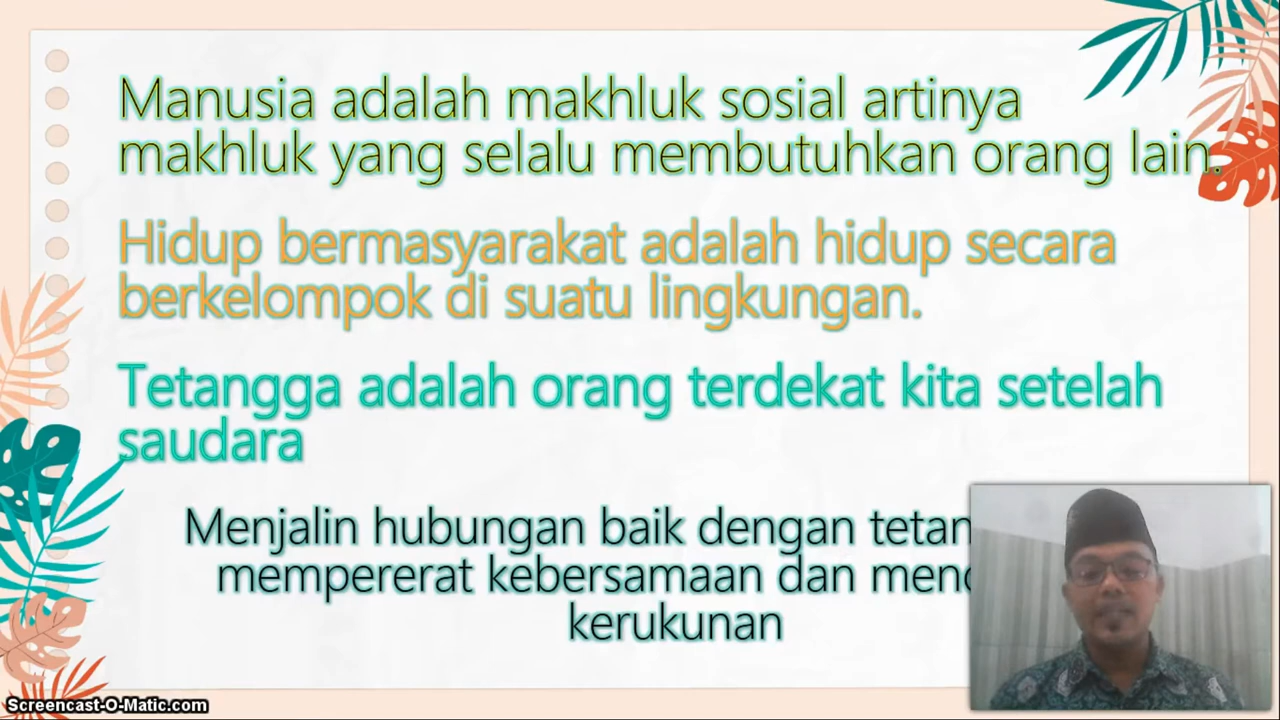 Manusia adalah makhluk sosial artinya
makhluk yang selalu membutuhkan orang lain.
Hidup bermasyarakat adalah hidup secara
berkelompok di suatu lingkungan.
Tetangga adalah orang terdekat kita setelah
saudara
Menjalin hubungan baik dengan
mempererat kebersamaan dan
kerukunan
Screencast-O-Matic.com